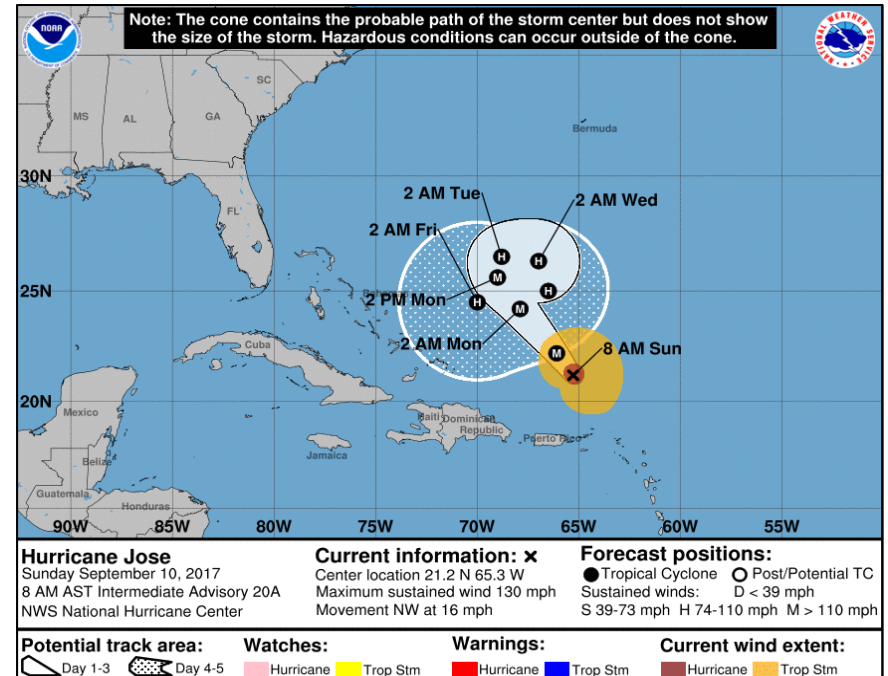 Note: The cone contains the probable path of the storm center but does not show
the size of the storm. Hazardous conditions can occur outside of the cone.
NOAA
NATIONAL WEATHER SERVICE
SC
MS
AL
GA
Bermuda
30N
FL
2 AM Tue
2 AM Wed
2 AM Fri
H
H
M
25N
2 PM Mon
H
H
M
2 AM Mon
Cuba
M
8 AM Sun
20N
Mexico
Haiti
Dominican
Republic
Puerto Rico
Jamaica
Belize
Guatemala
Honduras
90W 85W 80W 75W 70W 65W 60W 55W
Hurricane Jose
Sunday September 10, 2017
8 AM AST Intermediate Advisory 20A
NWS National Hurricane Center
Current information: x
Center location 21.2 N 65.3 W
Maximum sustained wind 130 mph
Movement NW at 16 mph
Forecast positions:
Tropical Cyclone Post/Potential TC
Sustained winds: D < 39 mph
S 39-73 mph H 74-110 mph M > 110 mph
Potential track area:
Day 1-3 Day 4-5
Watches:
Hurricane Trop Stm
Warnings:
Hurricane Trop Stm
Current wind extent:
Hurricane Trop Stm